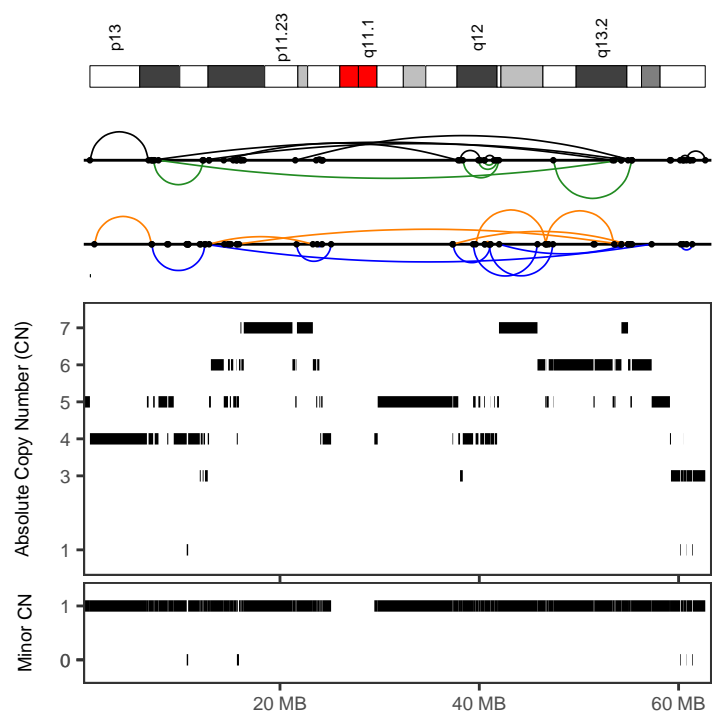 p13
p11.23
q11.1
q12
q13.2
Absolute Copy Number (CN)
7
6
5
4
3
1
Minor CN
1
0
20 MB
40 MB
60 MB